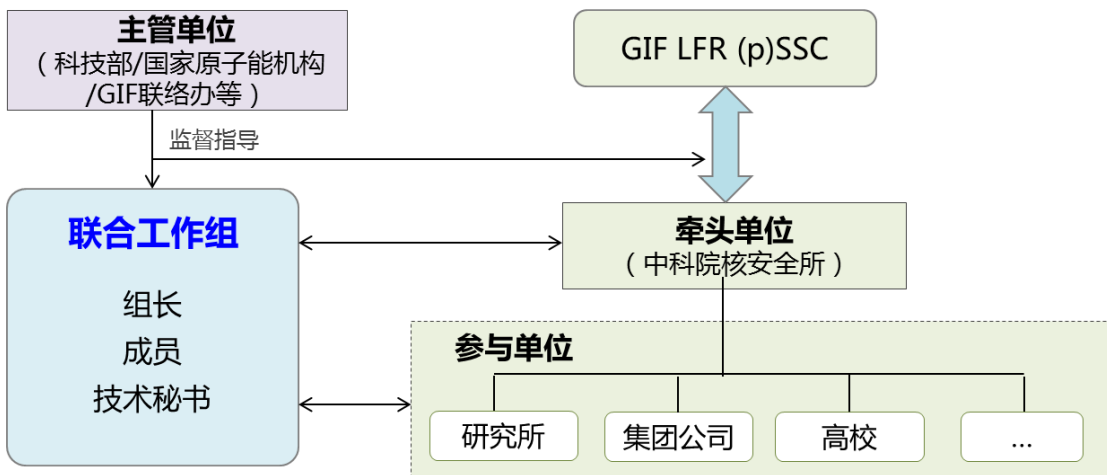 主管单位
（科技部/国家原子能机构
/GIF联络办等）
GIF LFR (p)SSC
监督指导
联合工作组
组长
成员
技术秘书
牵头单位
（中科院核安全所）
参与单位
研究所
集团公司
高校
...